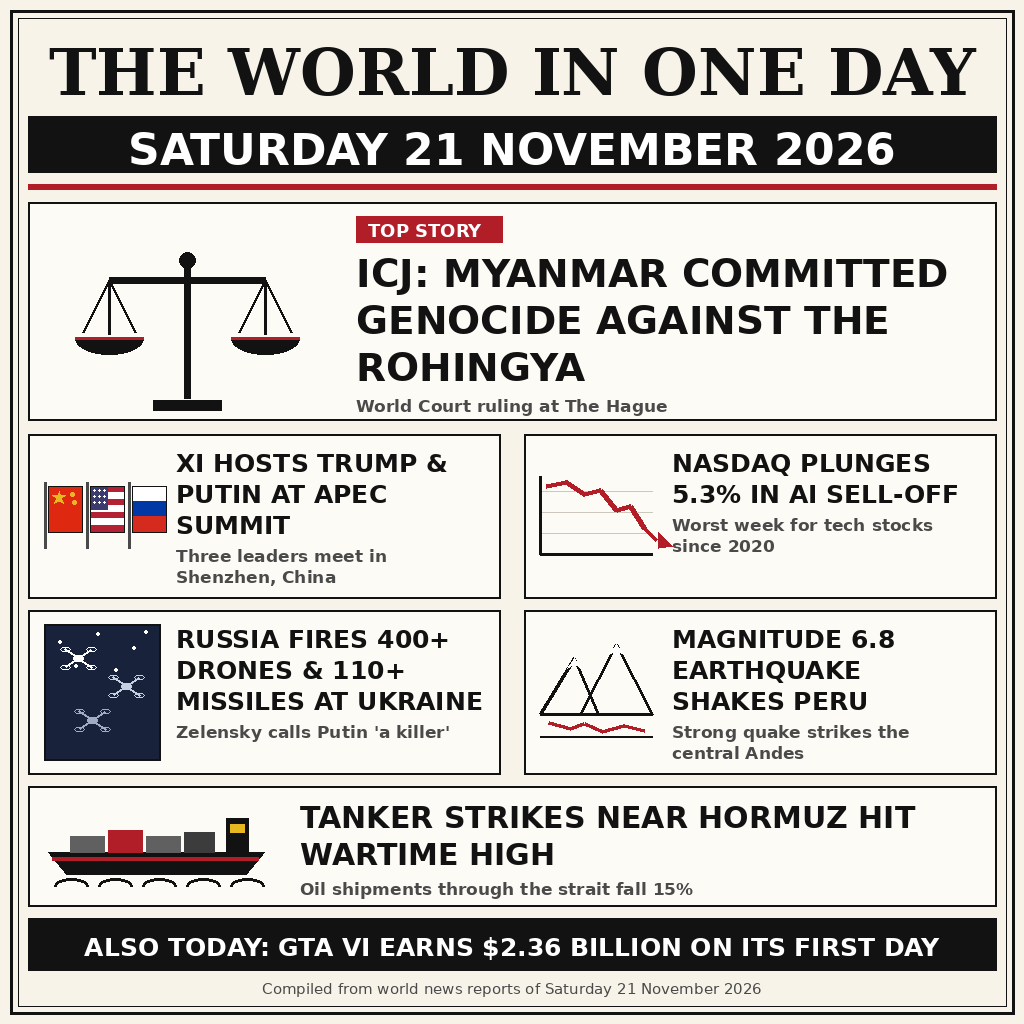 THE WORLD IN ONE DAY
SATURDAY 21 NOVEMBER 2026
TOP STORY
ICJ: MYANMAR COMMITTED
GENOCIDE AGAINST THE
ROHINGYA
World Court ruling at The Hague
XI HOSTS TRUMP &
PUTIN AT APEC
SUMMIT
Three leaders meet in
Shenzhen, China
NASDAQ PLUNGES
5.3% IN AI SELL-OFF
Worst week for tech stocks
since 2020
RUSSIA FIRES 400+
DRONES & 110+
MISSILES AT UKRAINE
Zelensky calls Putin 'a killer'
MAGNITUDE 6.8
EARTHQUAKE
SHAKES PERU
Strong quake strikes the
central Andes
TANKER STRIKES NEAR HORMUZ HIT
WARTIME HIGH
Oil shipments through the strait fall 15%
ALSO TODAY: GTA VI EARNS $2.36 BILLION ON ITS FIRST DAY
Compiled from world news reports of Saturday 21 November 2026